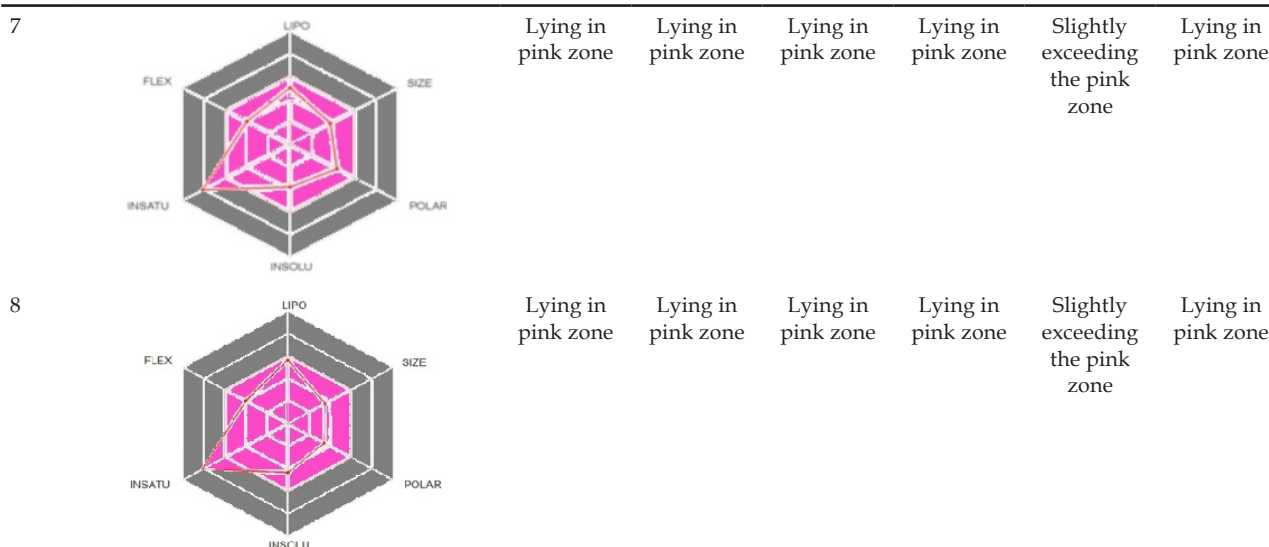 7
LIPO
FLEX
SIZE
INSATU
POLAR
INSOLU
Lying in pink zone
Lying in pink zone
Lying in pink zone
Lying in pink zone
Slightly exceeding the pink zone
Lying in pink zone
8
LIPO
FLEX
SIZE
INSATU
POLAR
INSOLU
Lying in pink zone
Lying in pink zone
Lying in pink zone
Lying in pink zone
Slightly exceeding the pink zone
Lying in pink zone